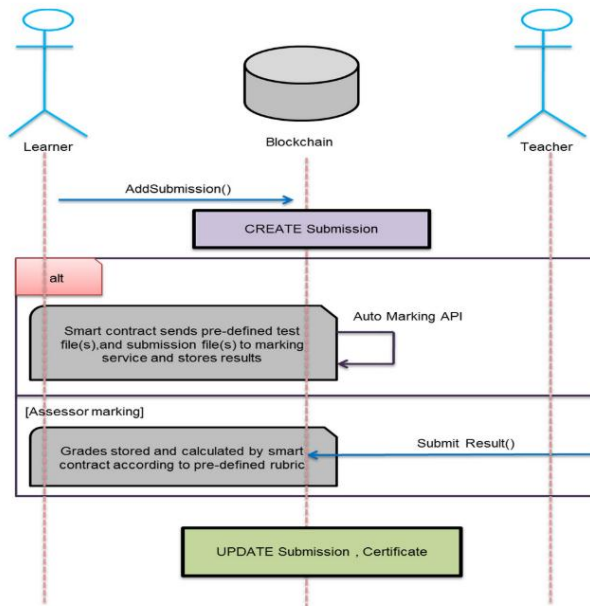 Learner
Blockchain
Teacher
AddSubmission()
CREATE Submission
alt
Auto Marking API
Smart contract sends pre-defined test
file(s),and submission file(s) to marking
service and stores results
[Assessor marking]
Submit Result()
Grades stored and calculated by smart
contract according to pre-defined rubric
UPDATE Submission , Certificate